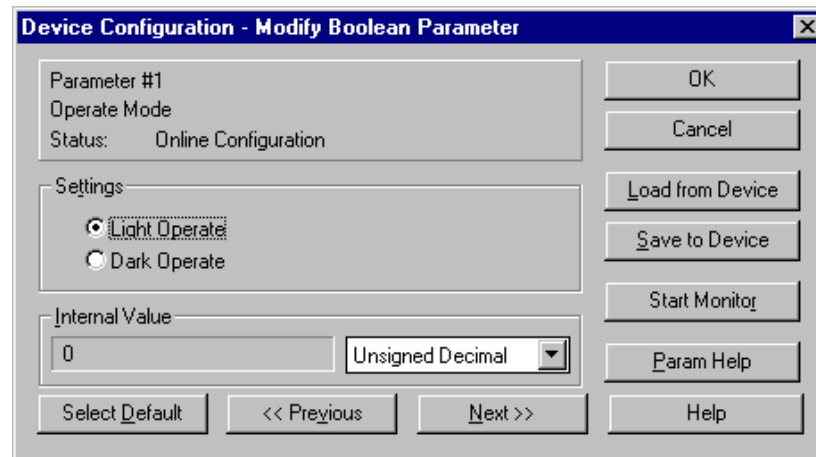 Device Configuration - Modify Boolean Parameter
Parameter #1
Operate Mode
Status: Online Configuration
OK
Cancel
Settings
Light Operate
Dark Operate
Load from Device
Save to Device
Start Monitor
Internal Value
0
Unsigned Decimal
Param Help
Select Default
<< Previous
Next >>
Help